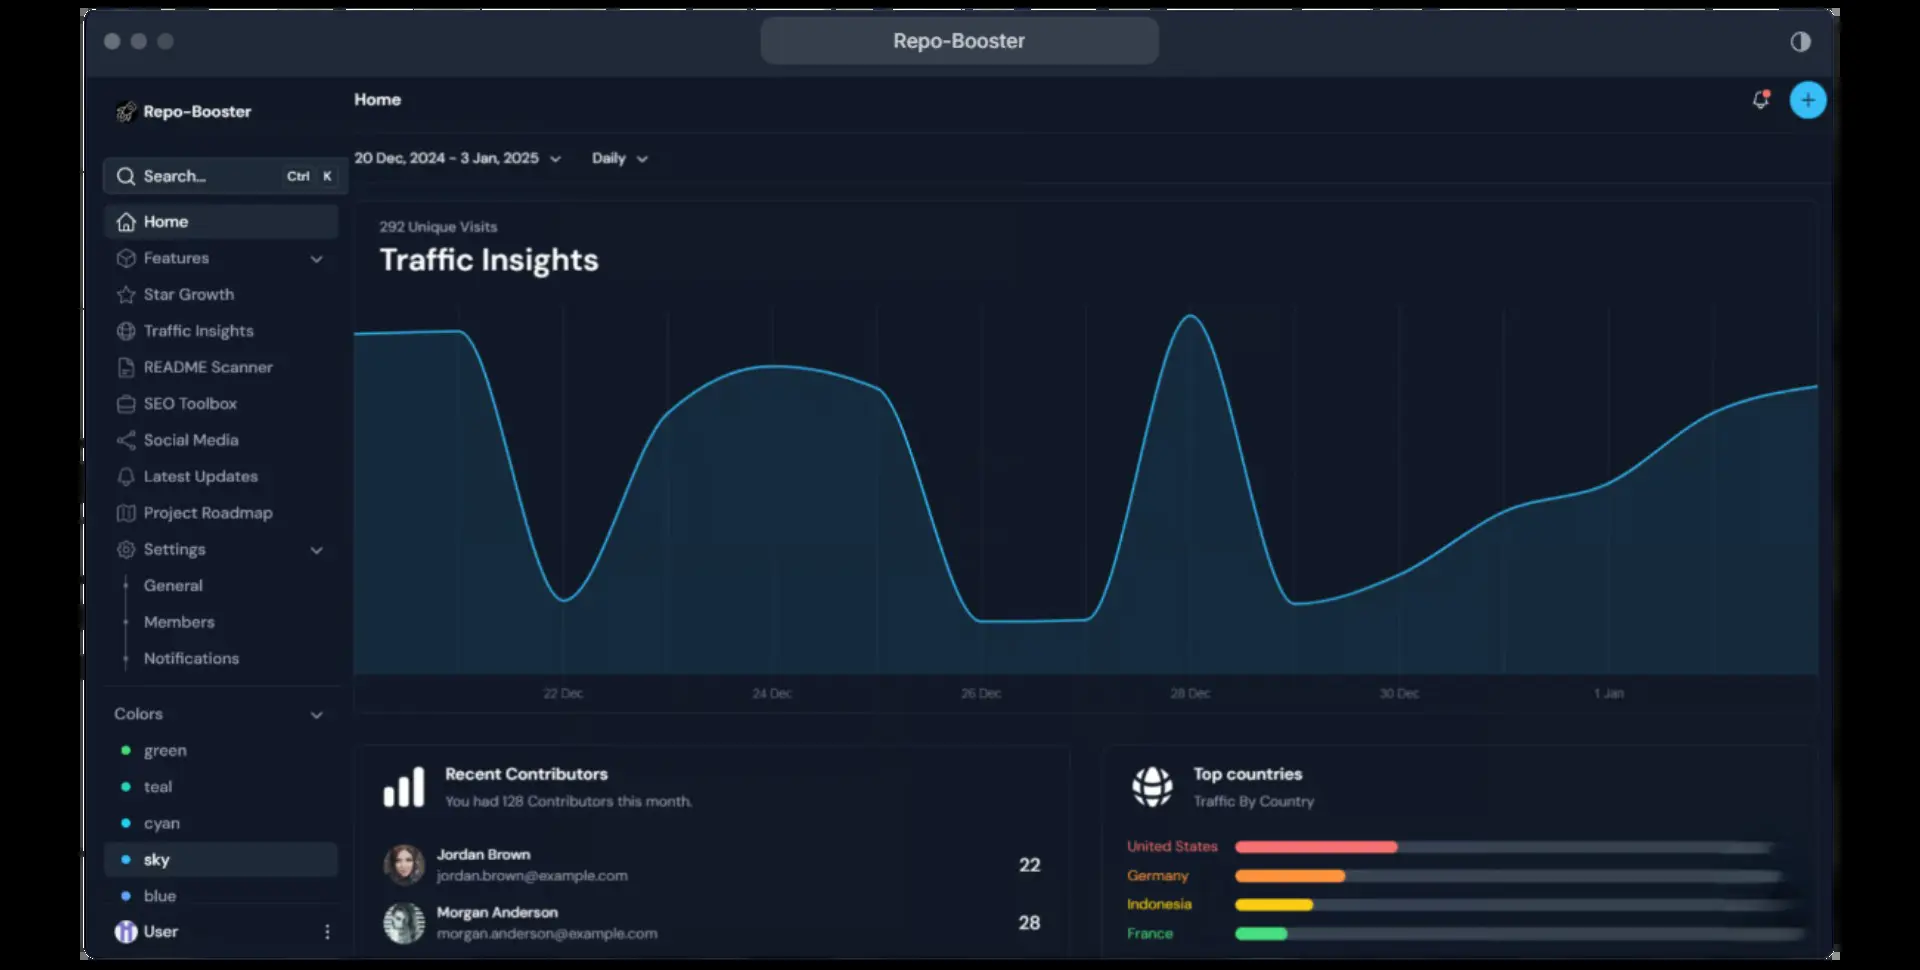 Repo-Booster
Repo-Booster
Home
Search...
Ctrl K
20 Dec, 2024 - 3 Jan, 2025
Daily
Home
Features
Star Growth
Traffic Insights
README Scanner
SEO Toolbox
Social Media
Latest Updates
Project Roadmap
Settings
General
Members
Notifications
Colors
green
teal
cyan
sky
blue
User
292 Unique Visits
Traffic Insights
22 Dec
24 Dec
26 Dec
28 Dec
30 Dec
1 Jan
Recent Contributors
You had 128 Contributors this month.
Jordan Brown
jordan.brown@example.com
22
Morgan Anderson
morgan.anderson@example.com
28
Top countries
Traffic By Country
United States
Germany
Indonesia
France